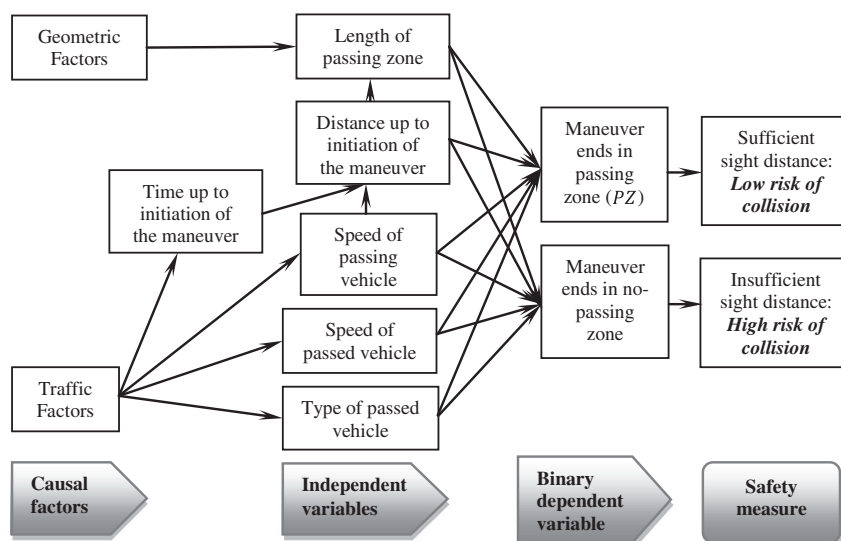 Geometric
Factors
Length of
passing zone
Distance up to
initiation of
the maneuver
Time up to
initiation of
the maneuver
Speed of
passing
vehicle
Speed of
passed vehicle
Traffic
Factors
Type of passed
vehicle
Maneuver
ends in
passing
zone (PZ)
Maneuver
ends in no-
passing
zone
Sufficient
sight distance:
Low risk of
collision
Insufficient
sight distance:
High risk of
collision
Causal
factors
Independent
variables
Binary
dependent
variable
Safety
measure